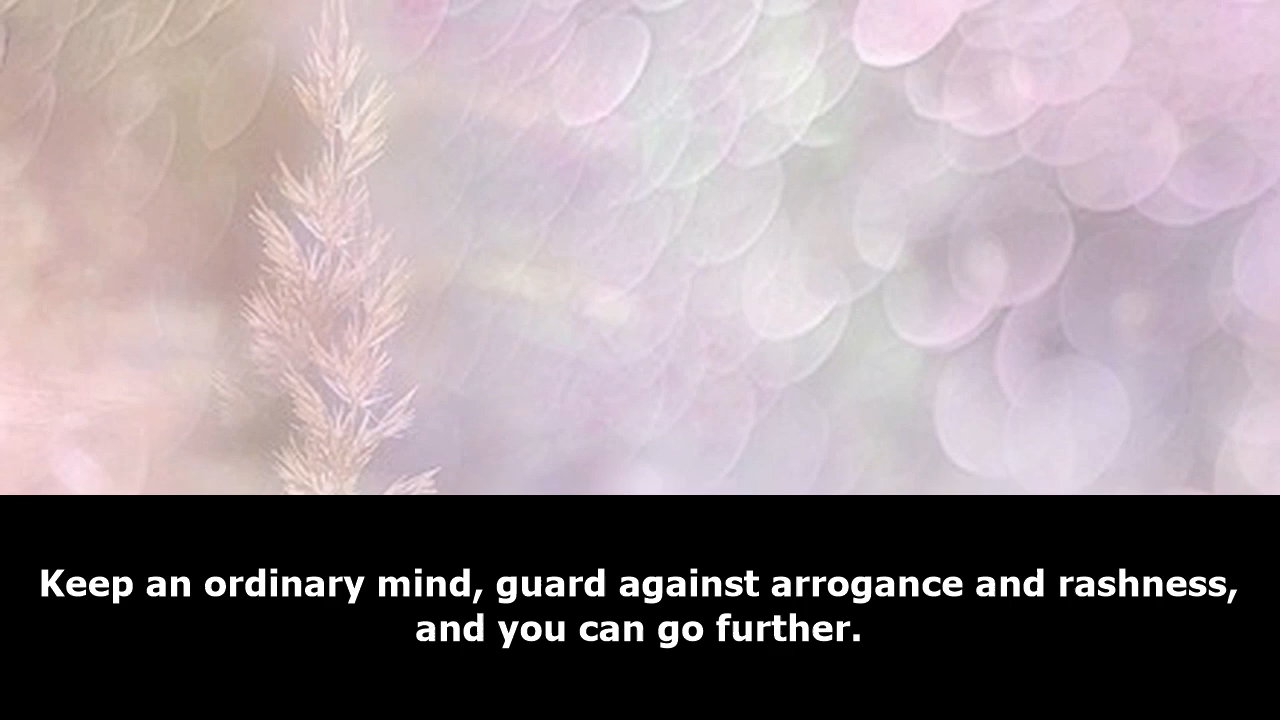 Keep an ordinary mind, guard against arrogance and rashness,
and you can go further.